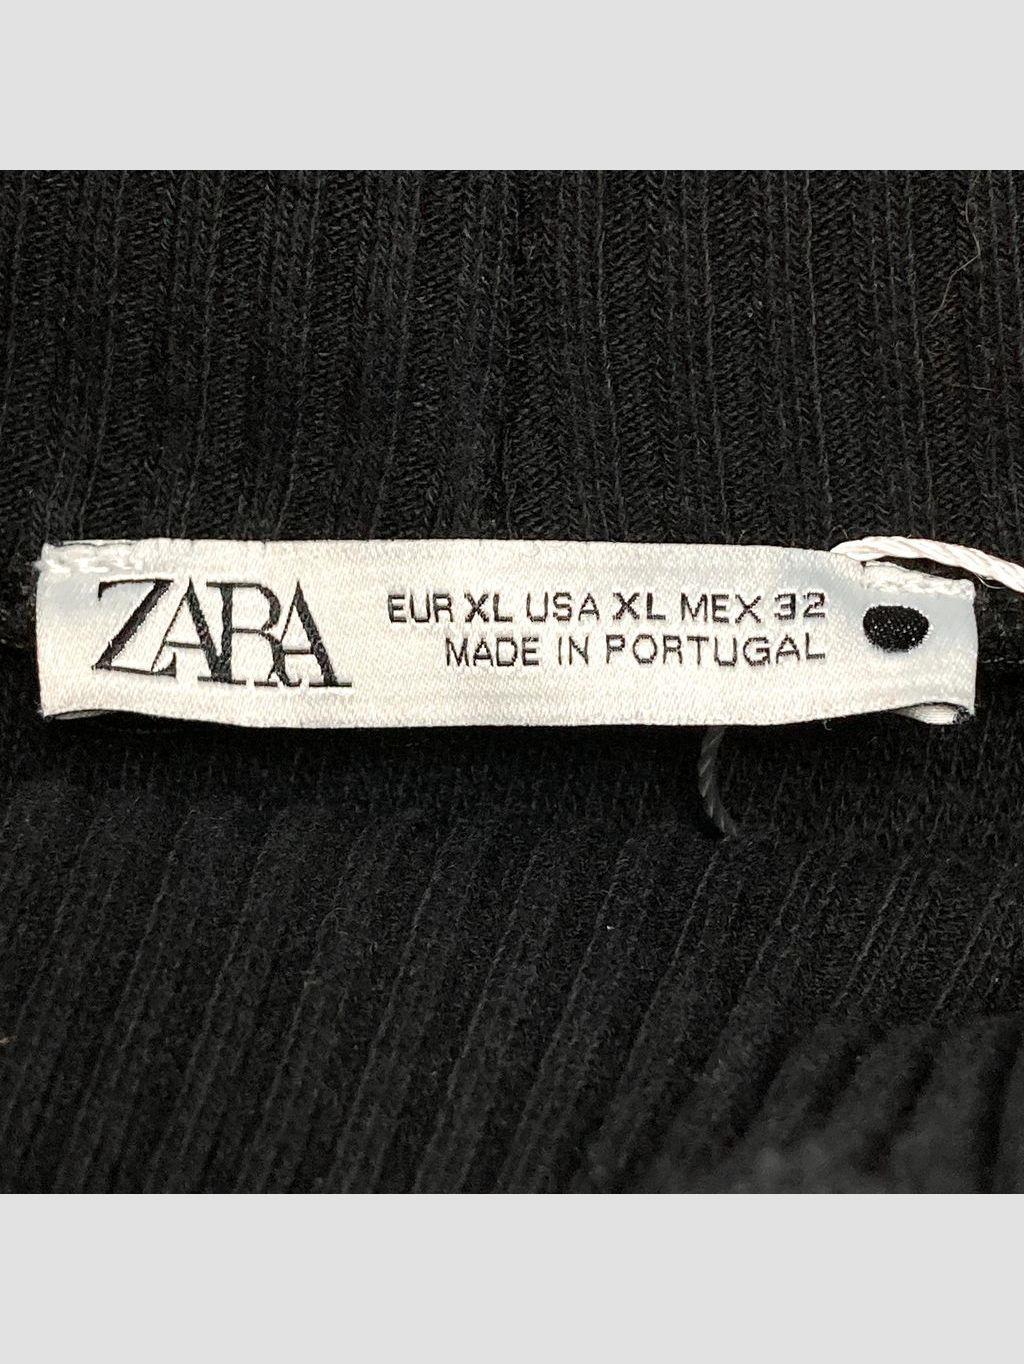 ZARA
EUR XL USA XL MEX 32
MADE IN PORTUGAL